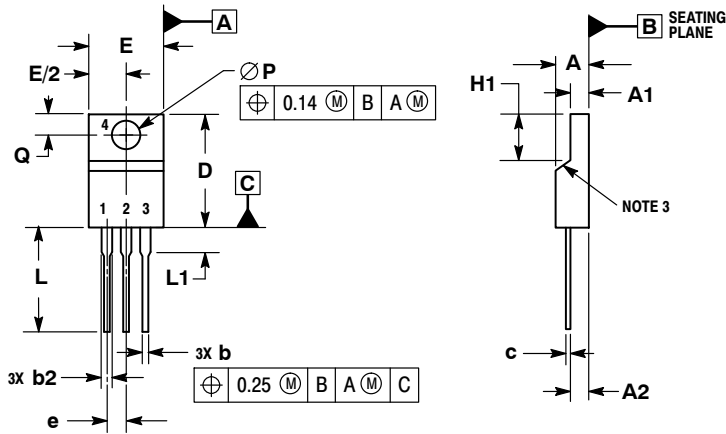 A
E
E/2
∅ P
⌖ 0.14 Ⓜ B A Ⓜ
4
Q
D
C
1 2 3
L
L1
3X b
3X b2
⌖ 0.25 Ⓜ B A Ⓜ C
e
B SEATING
PLANE
A
H1
A1
NOTE 3
c
A2